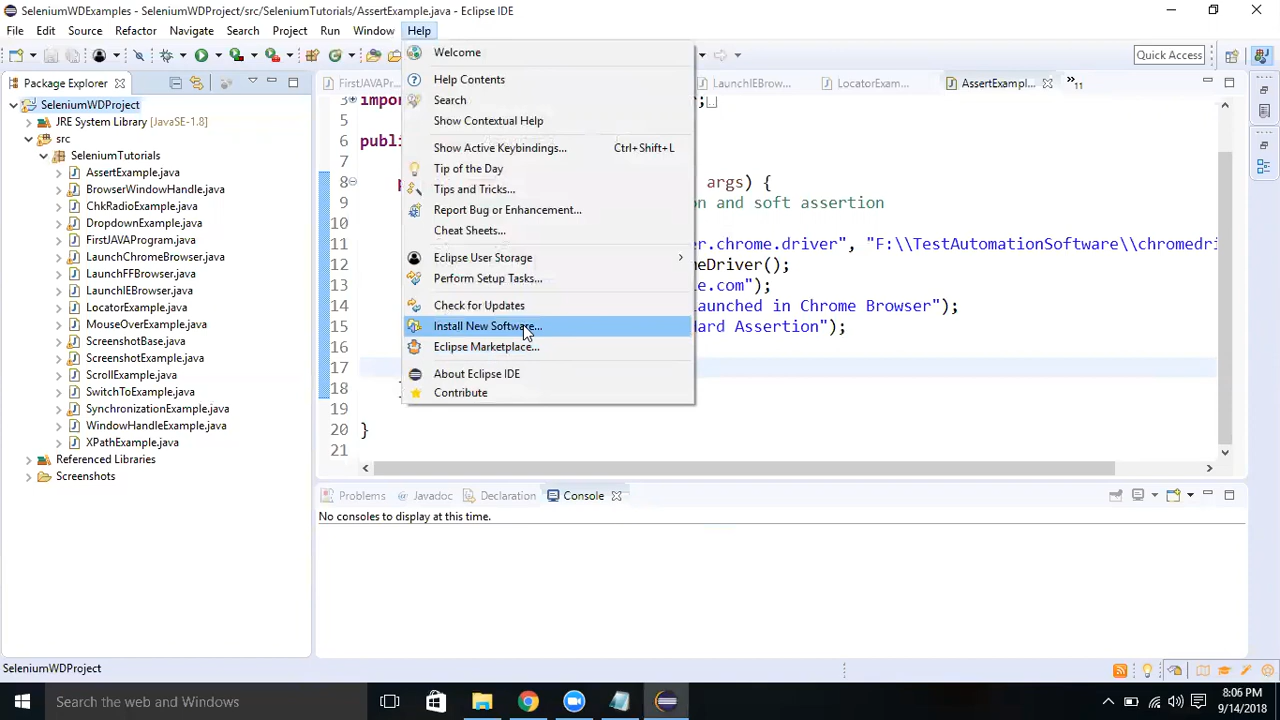 SeleniumWDExamples - SeleniumWDProject/src/SeleniumTutorials/AssertExample.java - Eclipse IDE
File Edit Source Refactor Navigate Search Project Run Window Help
Quick Access
Package Explorer
SeleniumWDProject
JRE System Library [JavaSE-1.8]
src
SeleniumTutorials
AssertExample.java
BrowserWindowHandle.java
ChkRadioExample.java
DropdownExample.java
FirstJAVAProgram.java
LaunchChromeBrowser.java
LaunchFFBrowser.java
LaunchIEBrowser.java
LocatorExample.java
MouseOverExample.java
ScreenshotBase.java
ScreenshotExample.java
ScrollExample.java
SwitchToExample.java
SynchronizationExample.java
WindowHandleExample.java
XPathExample.java
Referenced Libraries
Screenshots
Welcome
Help Contents
Search
Show Contextual Help
Show Active Keybindings... Ctrl+Shift+L
Tip of the Day
Tips and Tricks...
Report Bug or Enhancement...
Cheat Sheets...
Eclipse User Storage
Perform Setup Tasks...
Check for Updates
Install New Software...
Eclipse Marketplace...
About Eclipse IDE
Contribute
FirstJAVAPr... LaunchIEBrow... LocatorExam... AssertExampl... 11
3 impor ;
5
6 publ
7
8 p args) {
9 on and soft assertion
10
11 er.chrome.driver", "F:\\TestAutomationSoftware\\chromedri
12 meDriver();
13 le.com");
14 Launched in Chrome Browser");
15 ard Assertion");
16
17
18 }
19
20 }
21
Problems Javadoc Declaration Console
No consoles to display at this time.
SeleniumWDProject
Search the web and Windows
8:06 PM
9/14/2018